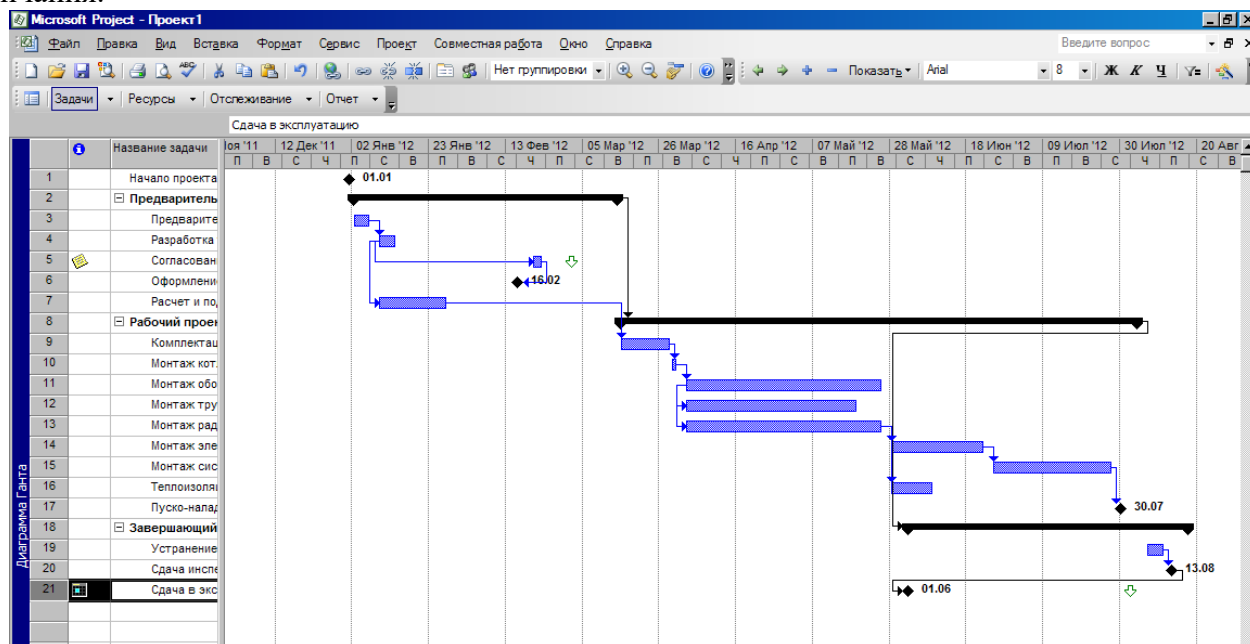 Microsoft Project - Проект1
Файл Правка Вид Вставка Формат Сервис Проект Совместная работа Окно Справка Введите вопрос
Нет группировки Показать Arial 8 Ж К Ч
Задачи Ресурсы Отслеживание Отчет
Сдача в эксплуатацию
Название задачи ноя '11 12 Дек '11 02 Янв '12 23 Янв '12 13 Фев '12 05 Мар '12 26 Мар '12 16 Апр '12 07 Май '12 28 Май '12 18 Июн '12 09 Июл '12 30 Июл '12 20 Авг
П В С Ч П С В П В С Ч П С В П В С Ч П С В П В С Ч П С В П В С Ч П С В
1 Начало проекта 01.01
2 Предваритель
3 Предварите
4 Разработка
5 Согласован
6 Оформлени 16.02
7 Расчет и по
8 Рабочий проек
9 Комплектац
10 Монтаж кот
11 Монтаж обо
12 Монтаж тру
13 Монтаж рад
14 Монтаж эле
15 Монтаж сис
16 Теплоизоля
17 Пуско-налад 30.07
18 Завершающий
19 Устранение
20 Сдача инспе 13.08
21 Сдача в экс 01.06
Диаграмма Ганта